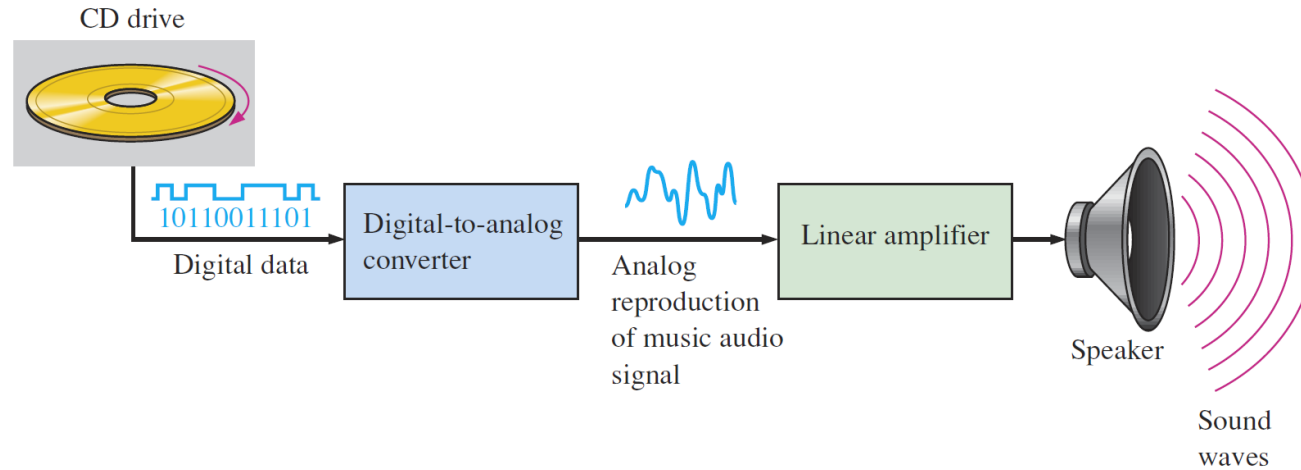 CD drive
10110011101
Digital data
Digital-to-analog
converter
Analog
reproduction
of music audio
signal
Linear amplifier
Speaker
Sound
waves